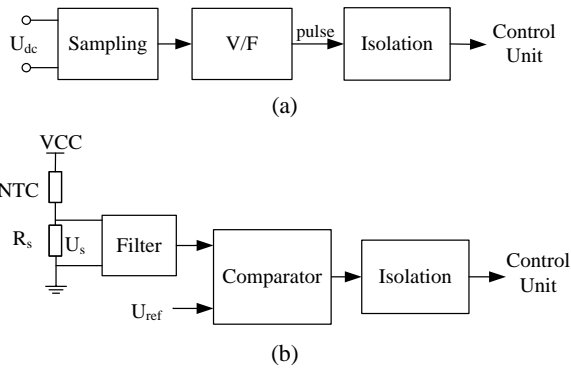 U_dc
Sampling
V/F
pulse
Isolation
Control
Unit
(a)
VCC
NTC
R_s
U_s
Filter
Comparator
Isolation
Control
Unit
U_ref
(b)